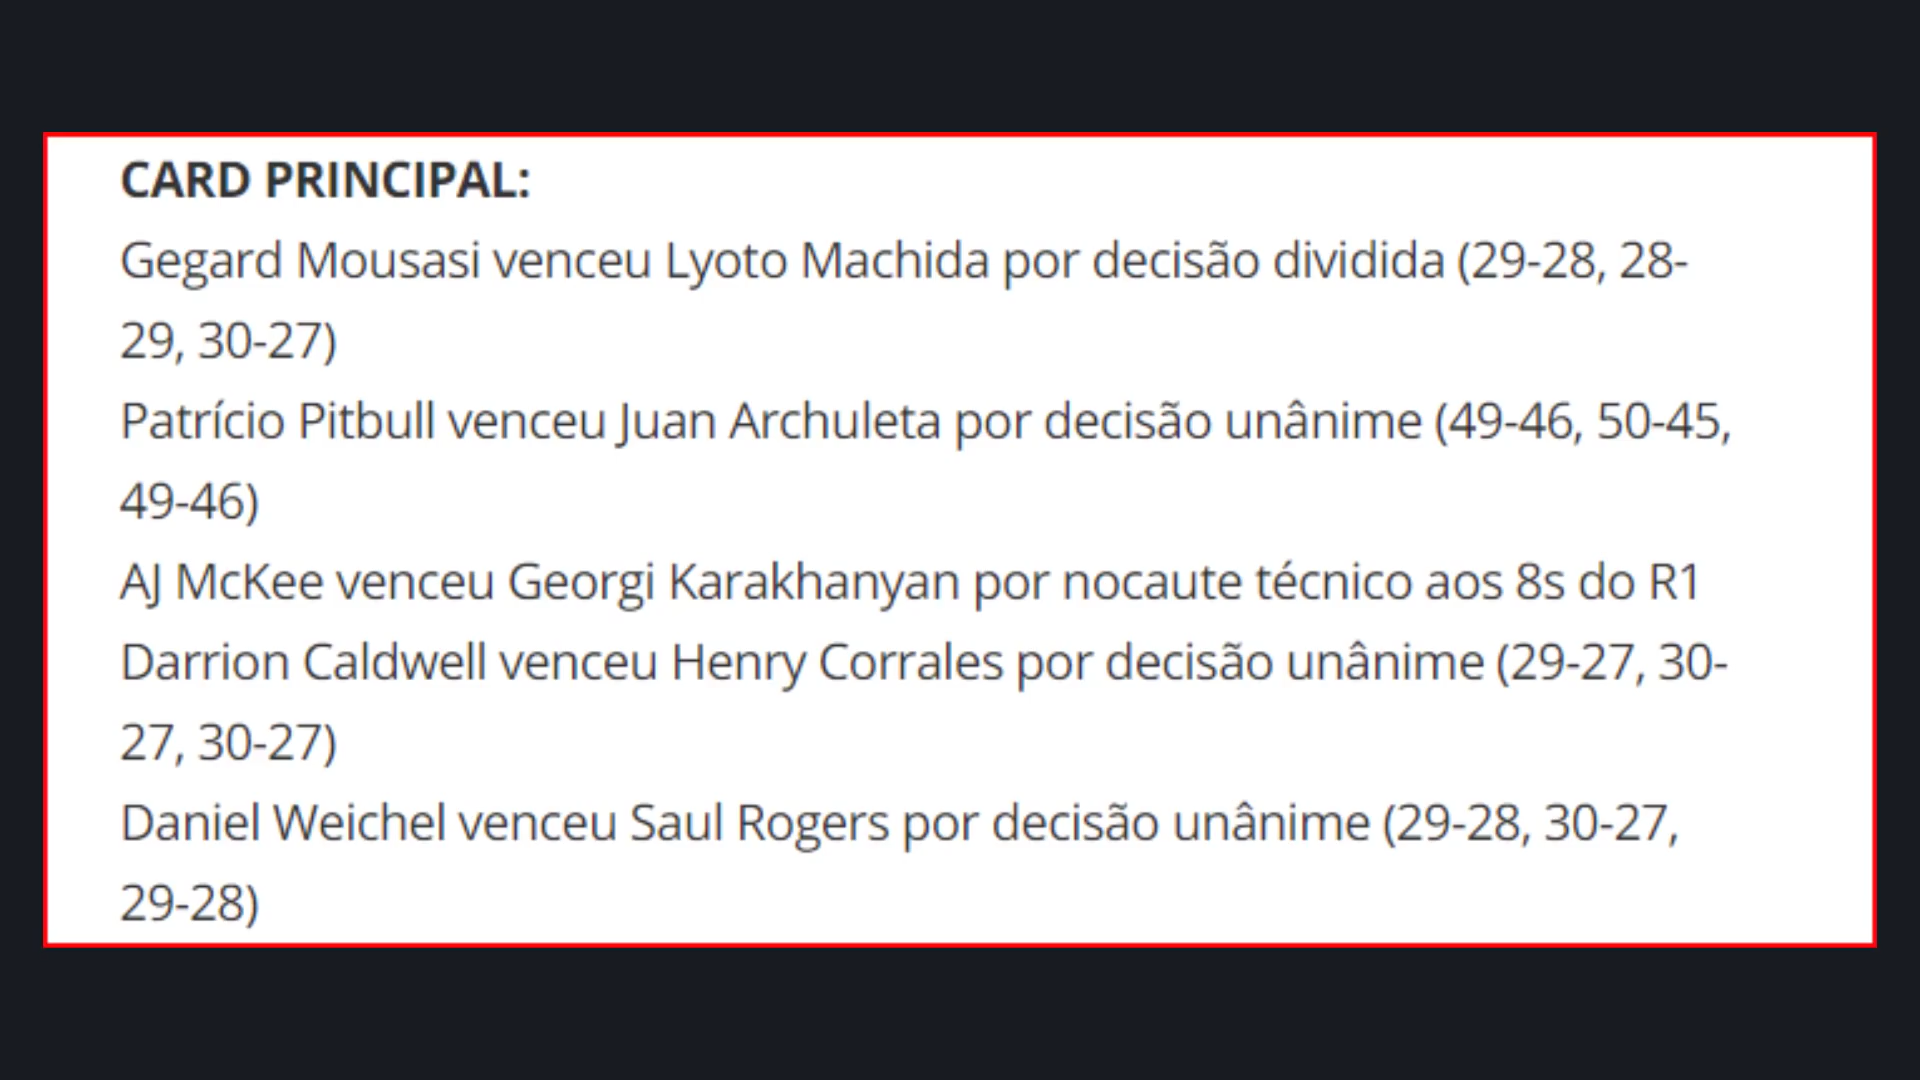 CARD PRINCIPAL:
Gegard Mousasi venceu Lyoto Machida por decisão dividida (29-28, 28-
29, 30-27)
Patrício Pitbull venceu Juan Archuleta por decisão unânime (49-46, 50-45,
49-46)
AJ McKee venceu Georgi Karakhanyan por nocaute técnico aos 8s do R1
Darrion Caldwell venceu Henry Corrales por decisão unânime (29-27, 30-
27, 30-27)
Daniel Weichel venceu Saul Rogers por decisão unânime (29-28, 30-27,
29-28)